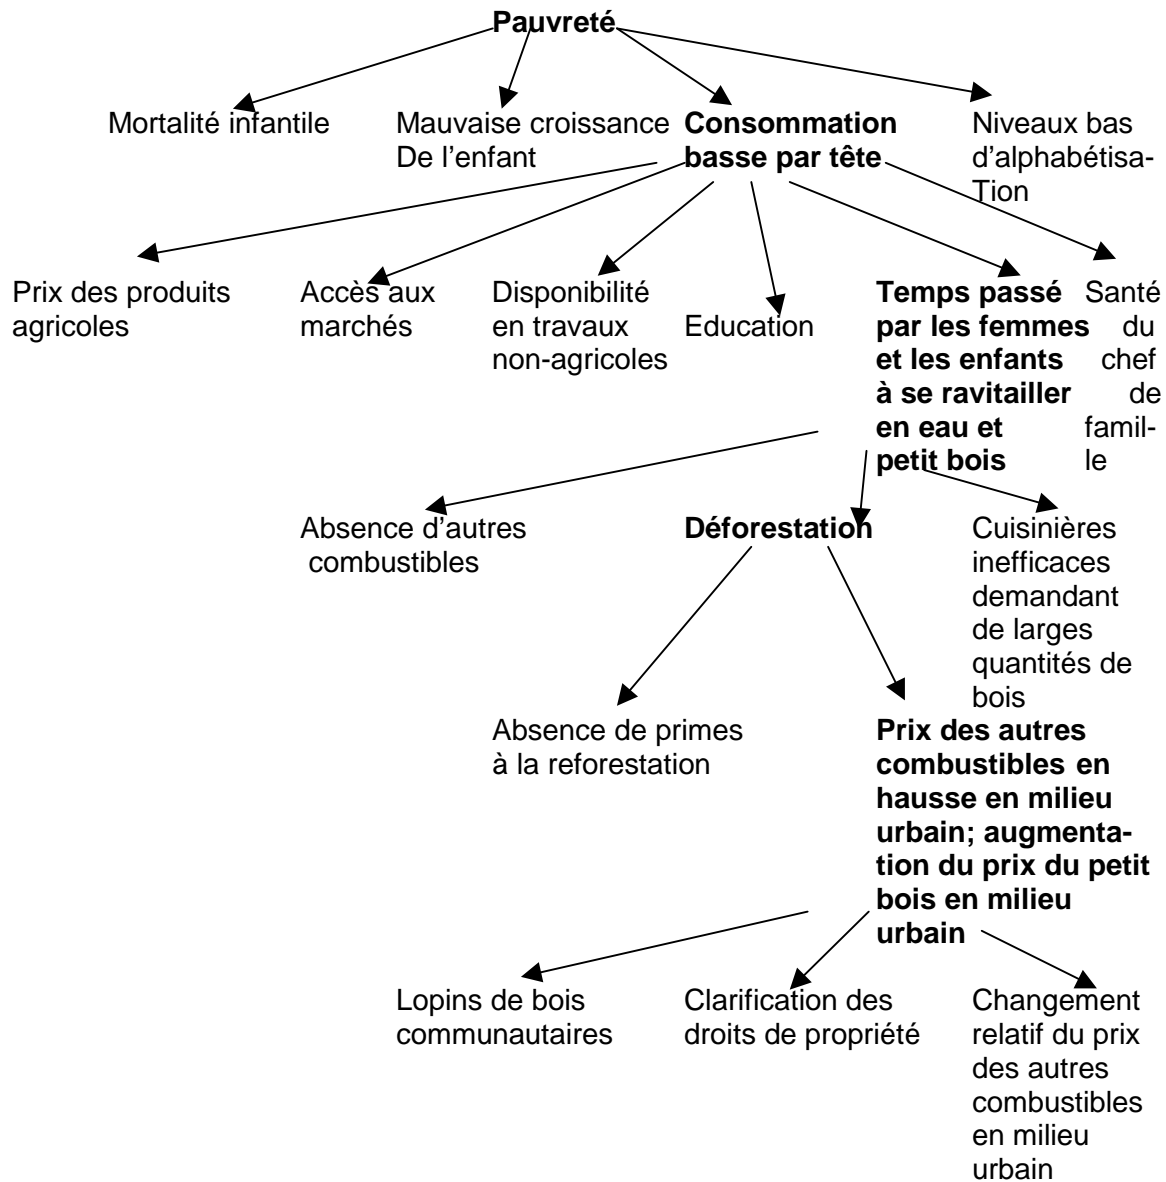 Pauvreté
Mortalité infantile
Mauvaise croissance
De l'enfant
Consommation
basse par tête
Niveaux bas
d'alphabétisa-
Tion
Prix des produits
agricoles
Accès aux
marchés
Disponibilité
en travaux
non-agricoles
Education
Temps passé
par les femmes
et les enfants
à se ravitailler
en eau et
petit bois
Santé
du
chef
de
famil-
le
Absence d'autres
combustibles
Déforestation
Cuisinières
inefficaces
demandant
de larges
quantités de
bois
Absence de primes
à la reforestation
Prix des autres
combustibles en
hausse en milieu
urbain; augmenta-
tion du prix du petit
bois en milieu
urbain
Lopins de bois
communautaires
Clarification des
droits de propriété
Changement
relatif du prix
des autres
combustibles
en milieu
urbain